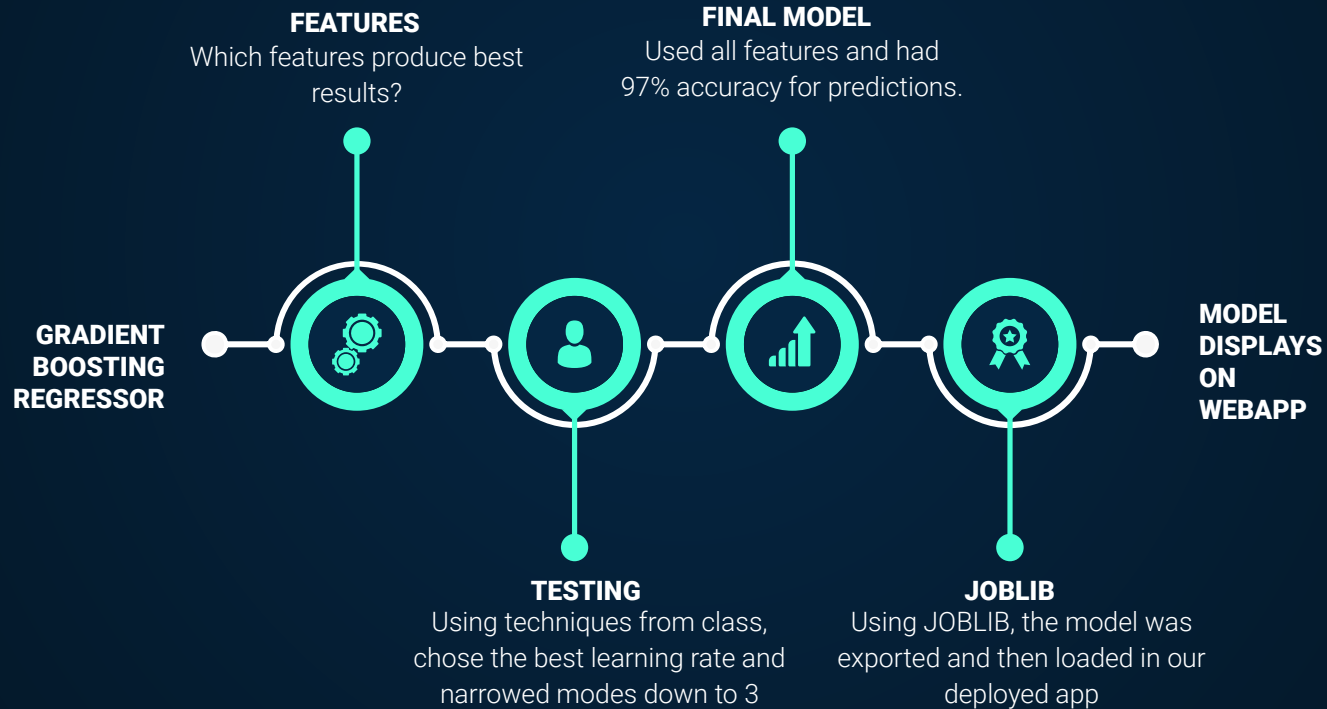 FEATURES
Which features produce best
results?
FINAL MODEL
Used all features and had
97% accuracy for predictions.
GRADIENT
BOOSTING
REGRESSOR
MODEL
DISPLAYS
ON
WEBAPP
TESTING
Using techniques from class,
chose the best learning rate and
narrowed modes down to 3
JOBLIB
Using JOBLIB, the model was
exported and then loaded in our
deployed app